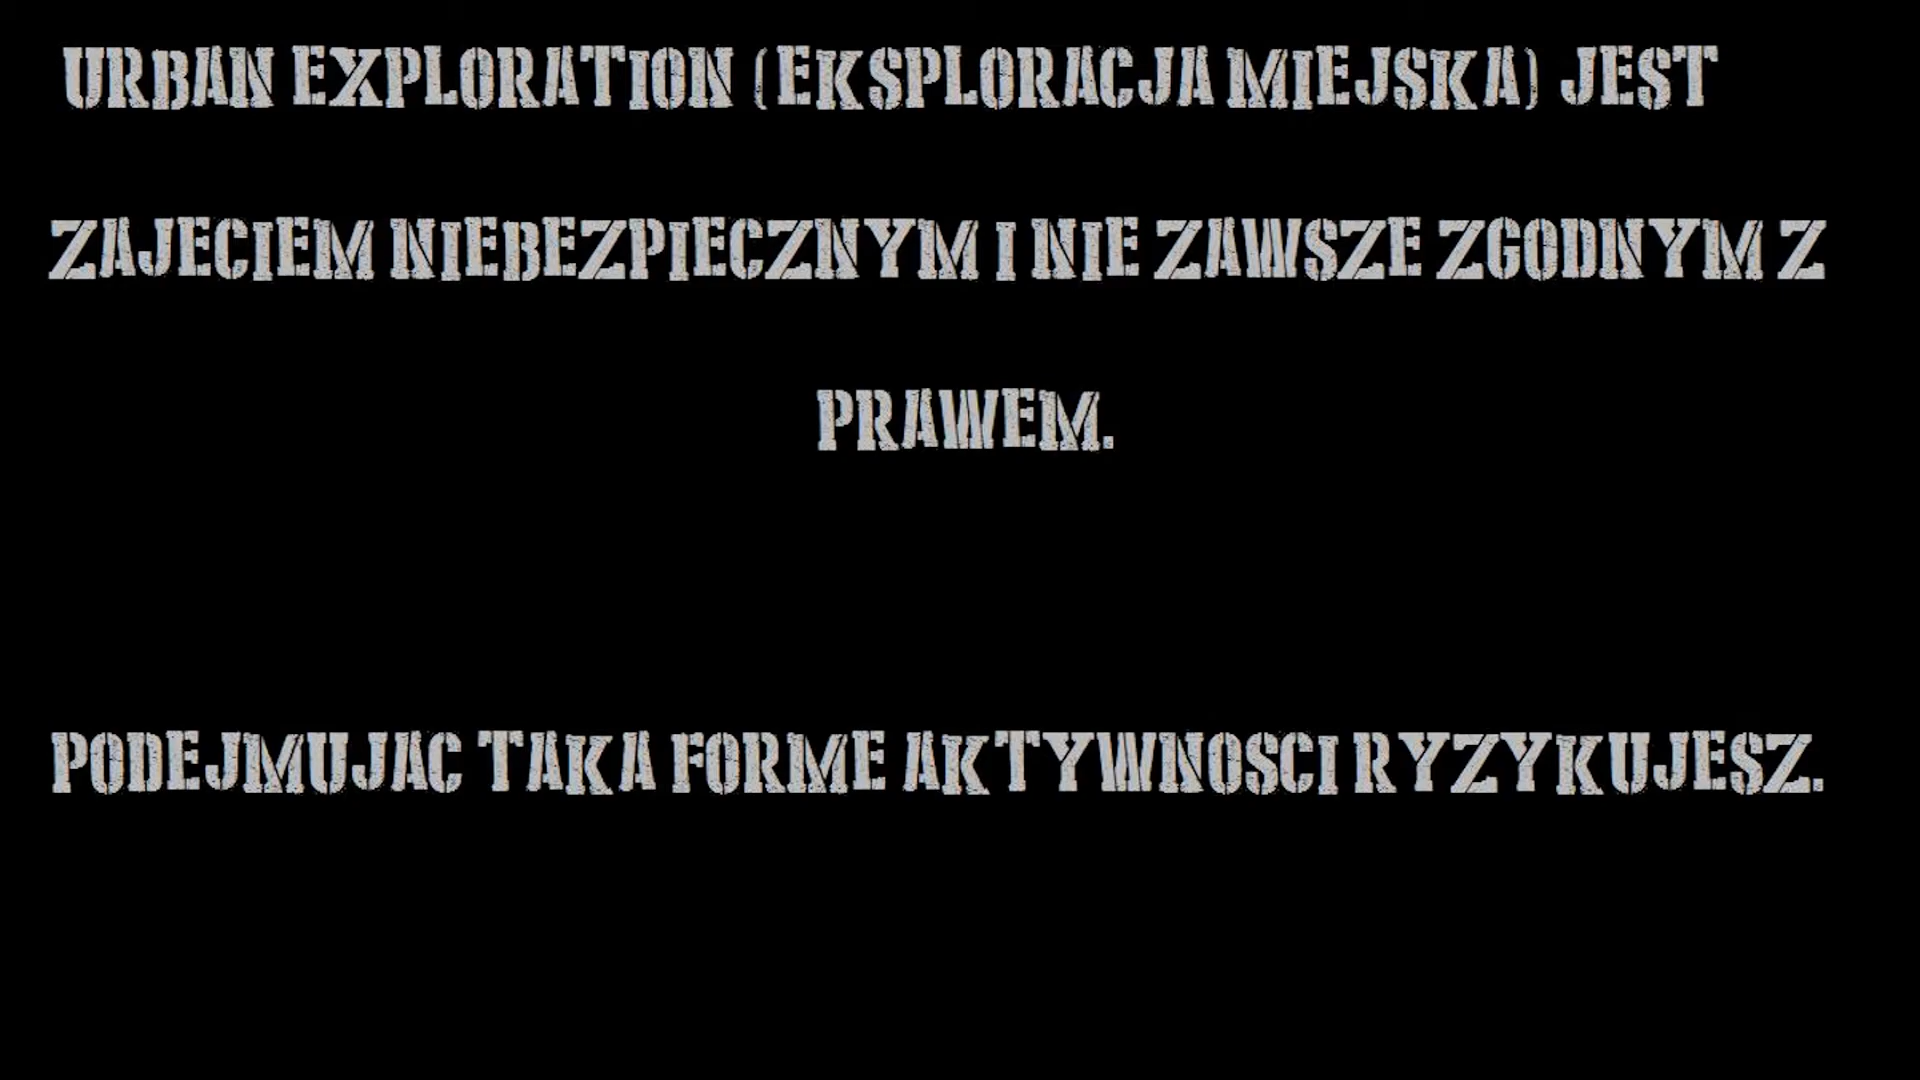 URBAN EXPLORATION (EKSPLORACJA MIEJSKA) JEST
ZAJECIEM NIEBEZPIECZNYM I NIE ZAWSZE ZGODNYM Z
PRAWEM.
PODEJMUJAC TAKA FORME AKTYWNOSCI RYZYKUJESZ.